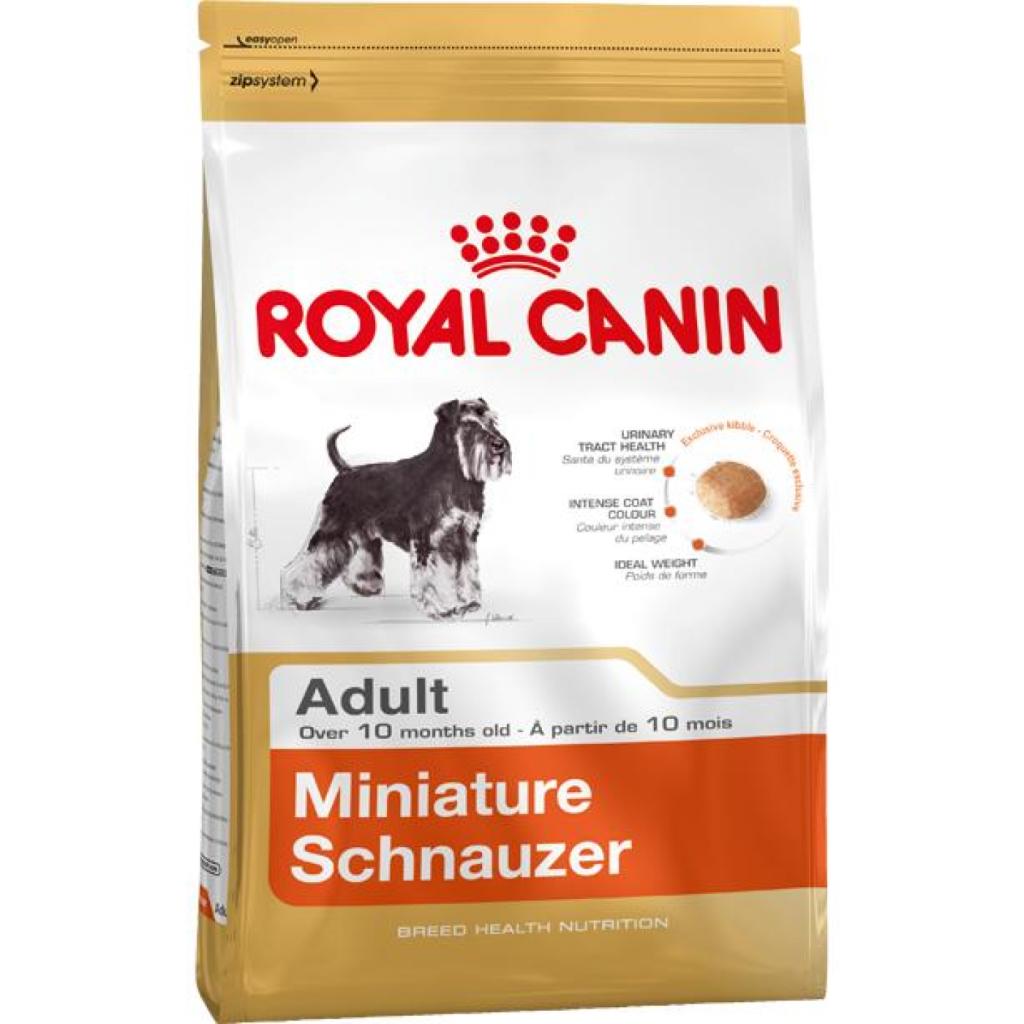 easyopen
zipsystem
ROYAL CANIN
URINARY
TRACT HEALTH
Santé du système
urinaire
Exclusive kibble - Croquette exclusive
INTENSE COAT
COLOUR
Couleur intense
du pelage
IDEAL WEIGHT
Poids de forme
Adult
Over 10 months old - À partir de 10 mois
Miniature
Schnauzer
BREED HEALTH NUTRITION